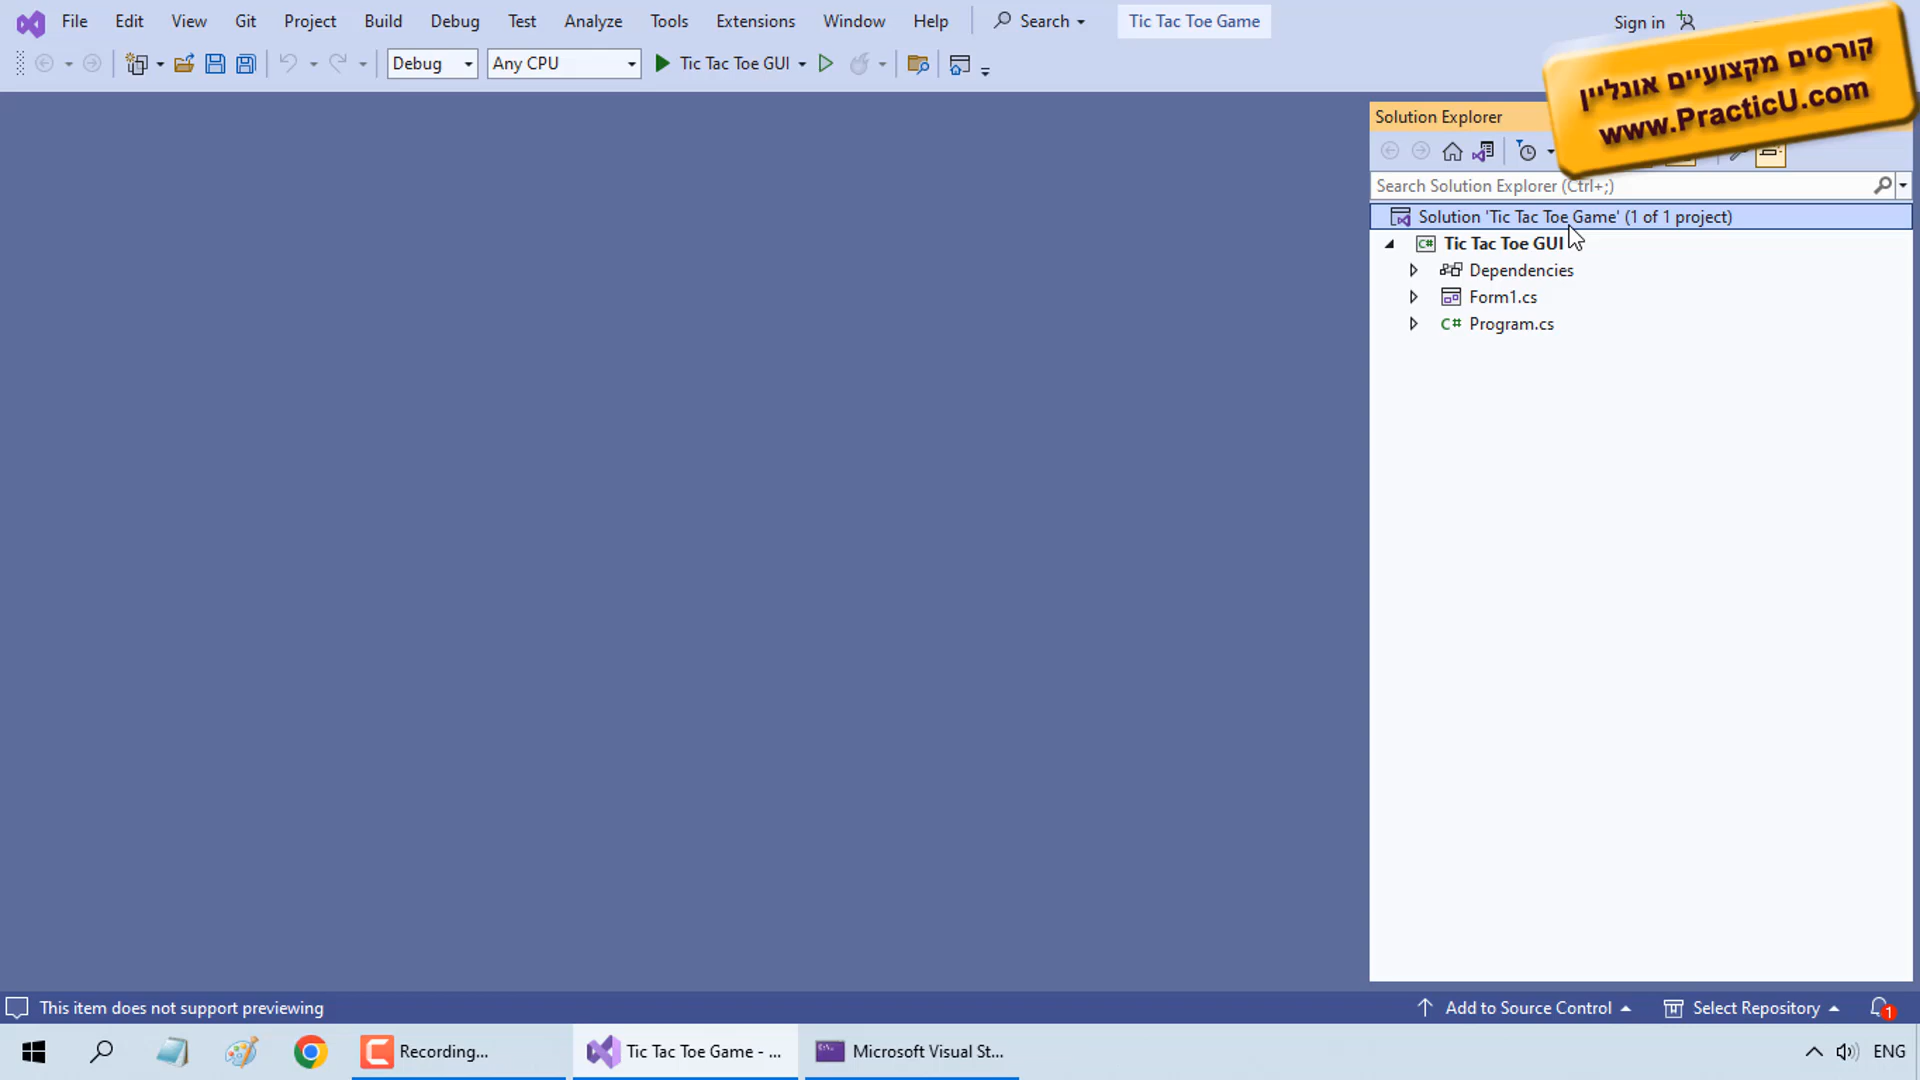 File Edit View Git Project Build Debug Test Analyze Tools Extensions Window Help Search Tic Tac Toe Game Sign in
Debug Any CPU Tic Tac Toe GUI
קורסים מקצועיים אונליין
www.PracticU.com
Solution Explorer
Search Solution Explorer (Ctrl+;)
Solution 'Tic Tac Toe Game' (1 of 1 project)
C# Tic Tac Toe GUI
Dependencies
Form1.cs
C# Program.cs
This item does not support previewing
Add to Source Control Select Repository 1
Recording... Tic Tac Toe Game - ... Microsoft Visual St... ENG